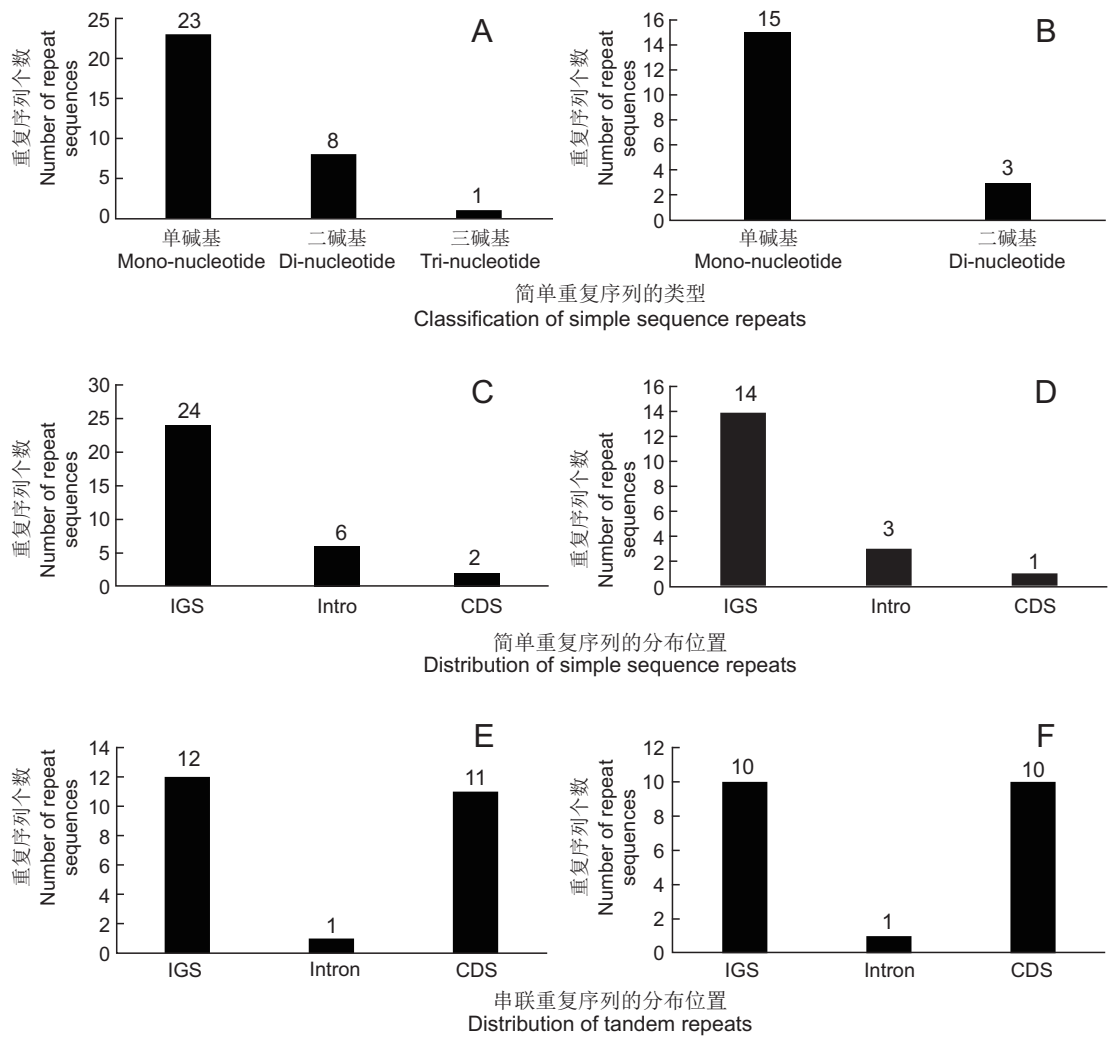 A
重复序列个数
Number of repeat
sequences
25
20
15
10
5
0
23
8
1
单碱基
二碱基
三碱基
Mono-nucleotide
Di-nucleotide
Tri-nucleotide
B
重复序列个数
Number of repeat
sequences
16
14
12
10
8
6
4
2
0
15
3
单碱基
二碱基
Mono-nucleotide
Di-nucleotide
简单重复序列的类型
Classification of simple sequence repeats
C
重复序列个数
Number of repeat
sequences
30
25
20
15
10
5
0
24
6
2
IGS
Intro
CDS
D
重复序列个数
Number of repeat
sequences
16
14
12
10
8
6
4
2
0
14
3
1
IGS
Intro
CDS
简单重复序列的分布位置
Distribution of simple sequence repeats
E
重复序列个数
Number of repeat
sequences
14
12
10
8
6
4
2
0
12
1
11
IGS
Intron
CDS
F
重复序列个数
Number of repeat
sequences
12
10
8
6
4
2
0
10
1
10
IGS
Intron
CDS
串联重复序列的分布位置
Distribution of tandem repeats